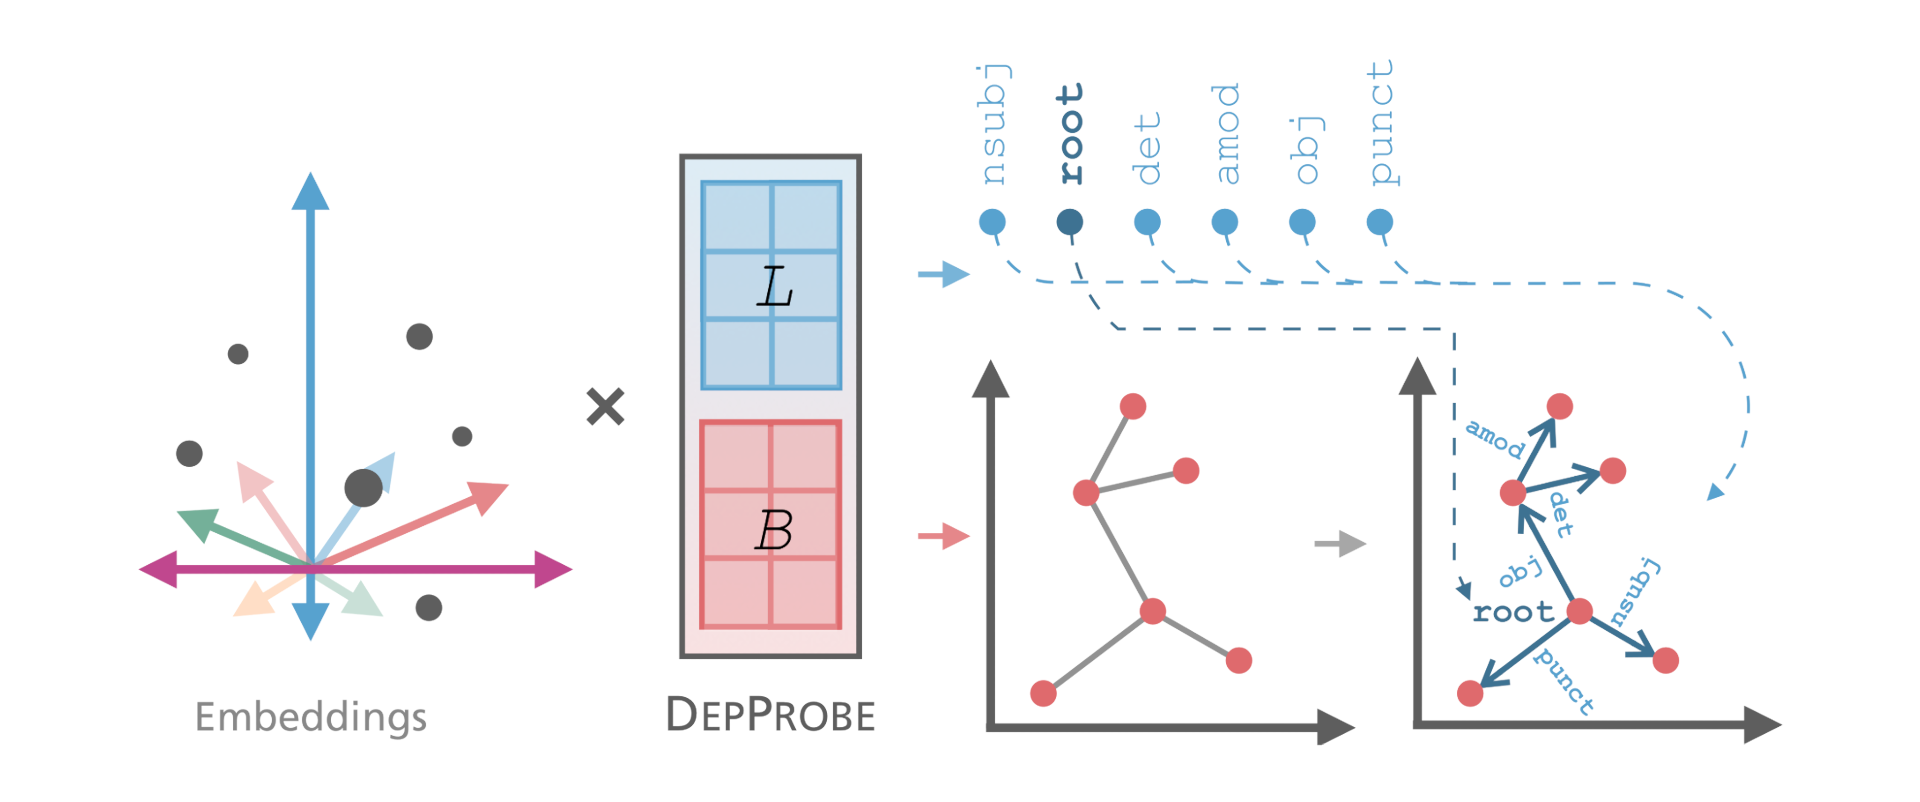 nsubj
root
det
amod
obj
punct
L
B
amod
det
obj
nsubj
root
punct
Embeddings
DEPPROBE